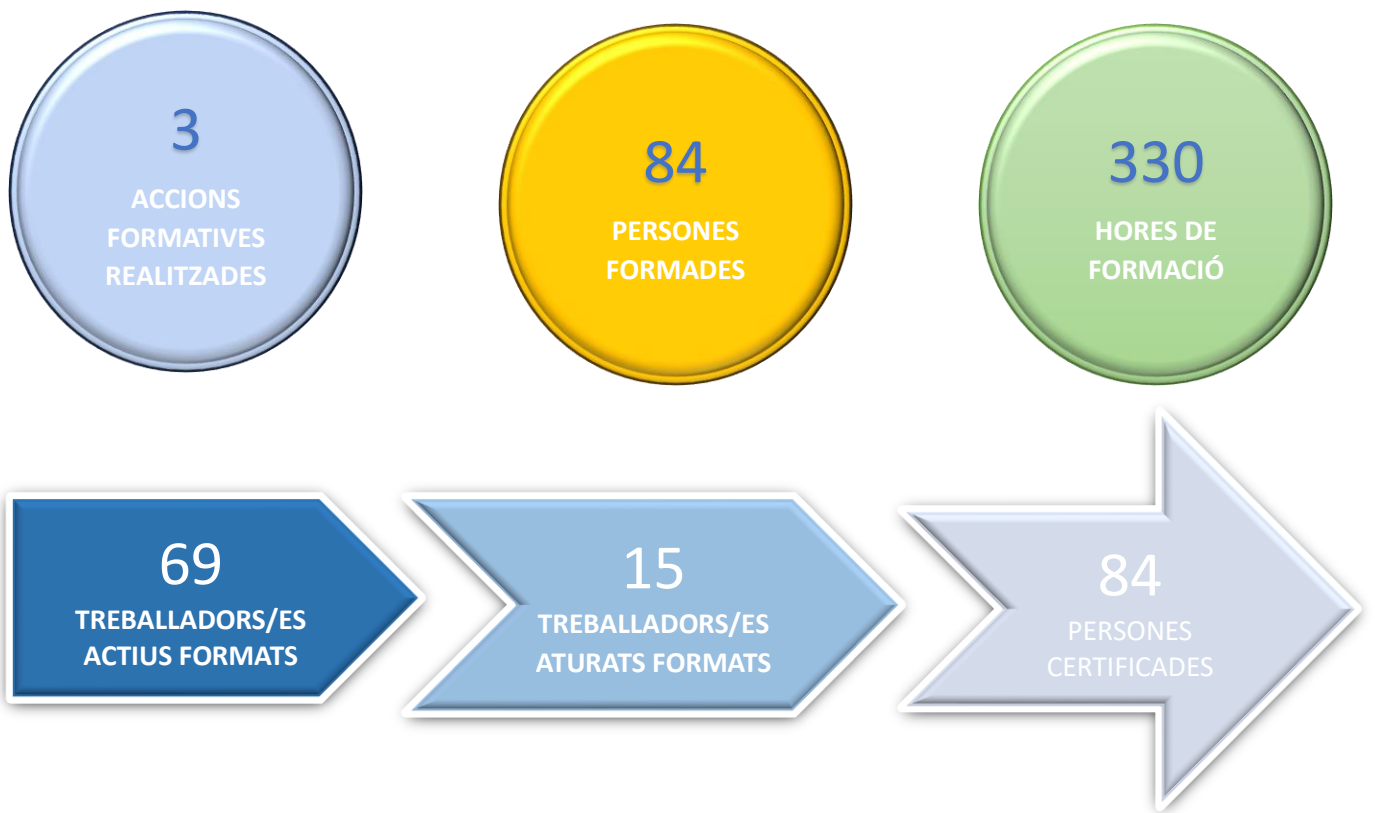 3
ACCIONS
FORMATIVES
REALITZADES
84
PERSONES
FORMADES
330
HORES DE
FORMACIÓ
69
TREBALLADORS/ES
ACTIUS FORMATS
15
TREBALLADORS/ES
ATURATS FORMATS
84
PERSONES
CERTIFICADES